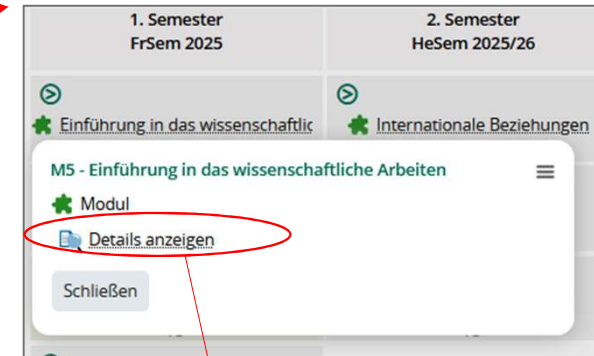 1. Semester
FrSem 2025
2. Semester
HeSem 2025/26
Einführung in das wissenschaftlic
Internationale Beziehungen
M5 - Einführung in das wissenschaftliche Arbeiten
Modul
Details anzeigen
Schließen